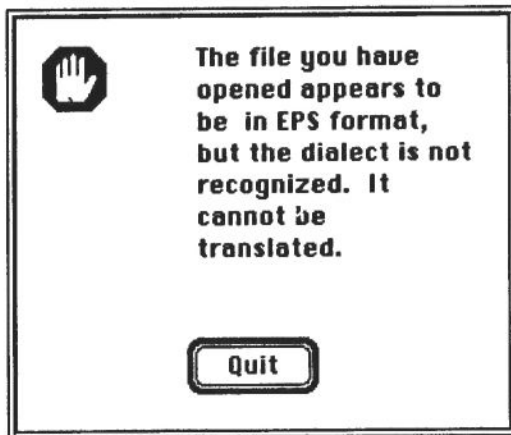 The file you have
opened appears to
be  in EPS format,
but the dialect is not
recognized.  It
cannot be
translated.
Quit